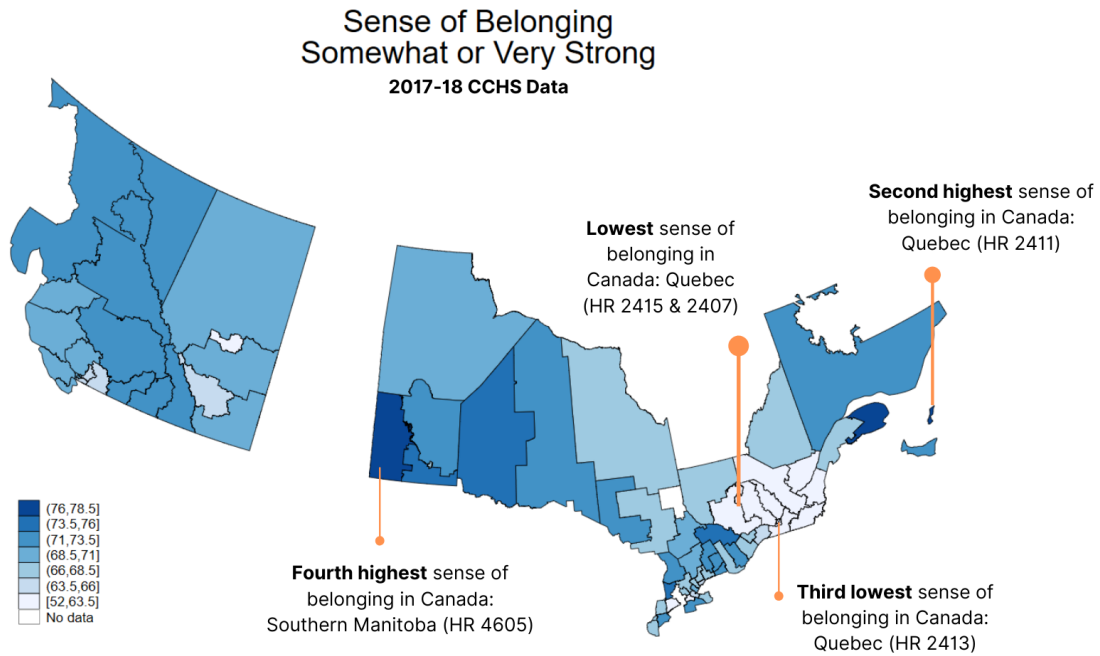 Sense of Belonging
Somewhat or Very Strong
2017-18 CCHS Data
Second highest sense of
belonging in Canada:
Quebec (HR 2411)
Lowest sense of
belonging in
Canada: Quebec
(HR 2415 & 2407)
(76,78.5]
(73.5,76]
(71,73.5]
(68.5,71]
(66,68.5]
(63.5,66]
[52,63.5]
No data
Fourth highest sense of
belonging in Canada:
Southern Manitoba (HR 4605)
Third lowest sense of
belonging in Canada:
Quebec (HR 2413)